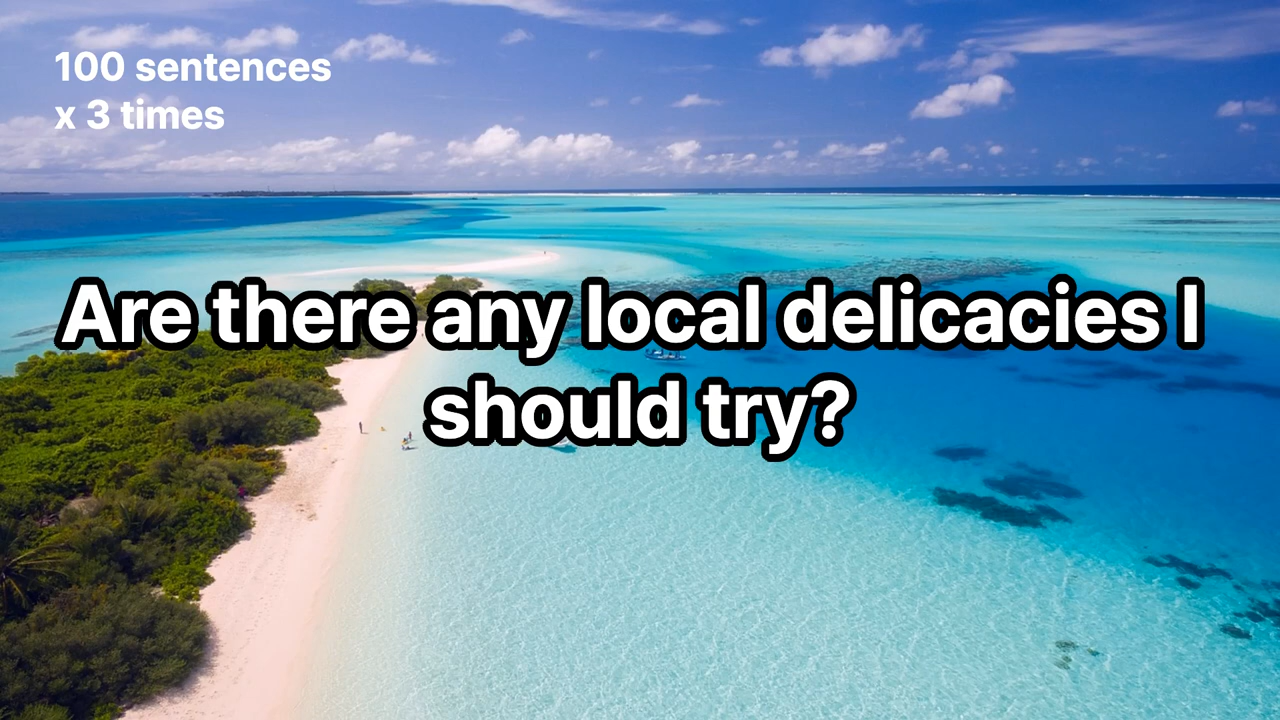 100 sentences
x 3 times
Are there any local delicacies I
should try?